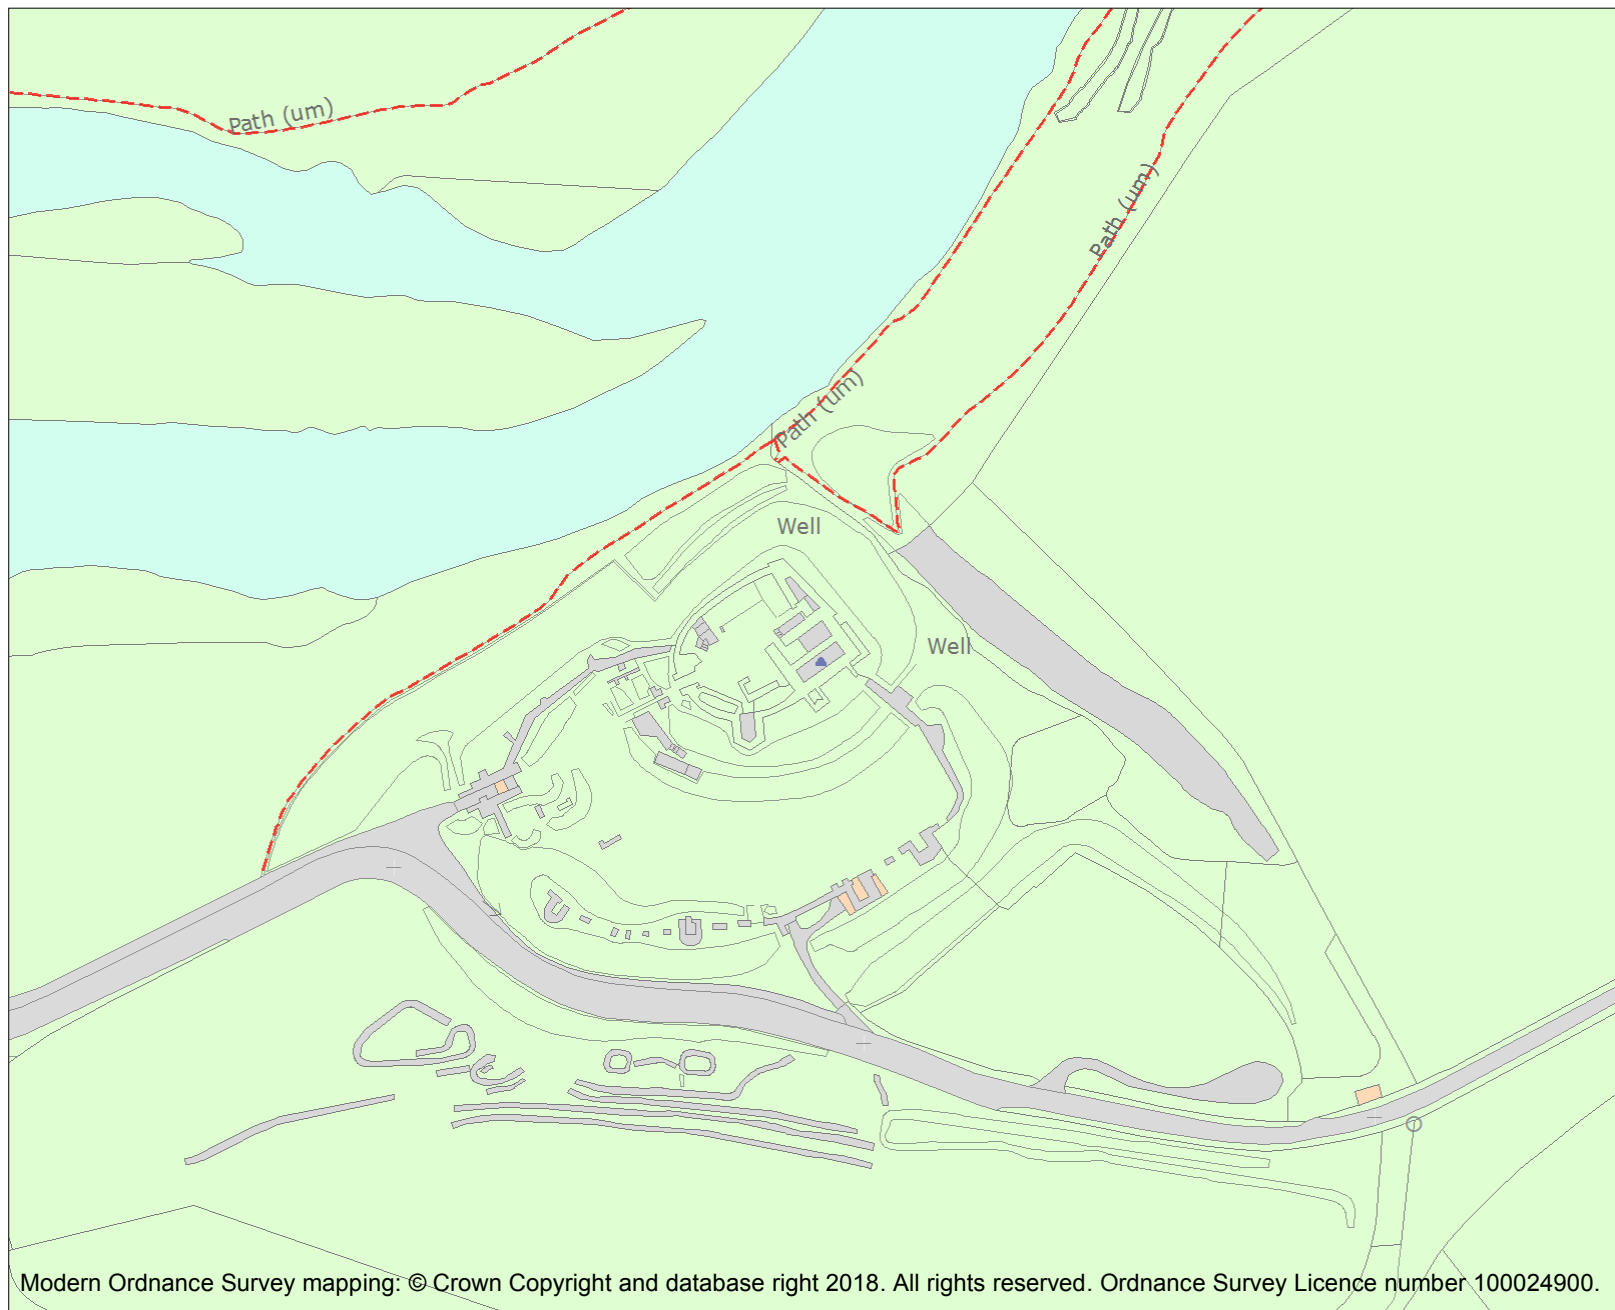 Path (um)
Path (um)
Path (um)
Well
Well
Modern Ordnance Survey mapping: © Crown Copyright and database right 2018. All rights reserved. Ordnance Survey Licence number 100024900.